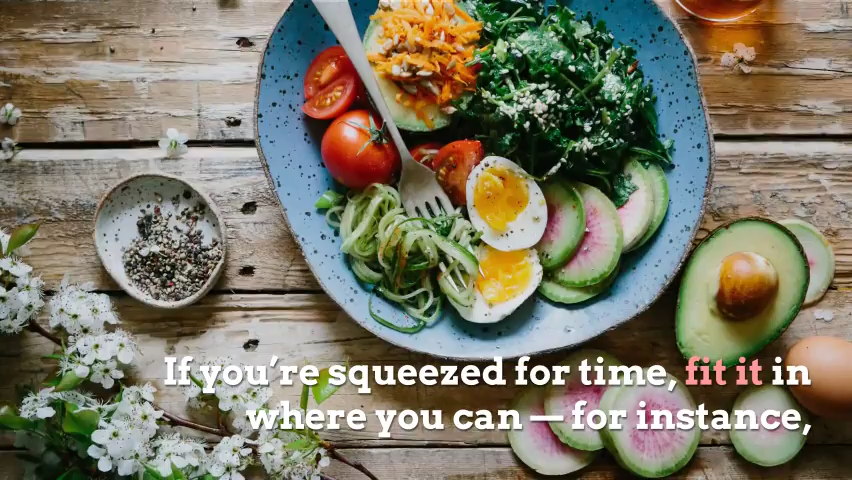 If you’re squeezed for time, fit it in
where you can — for instance,